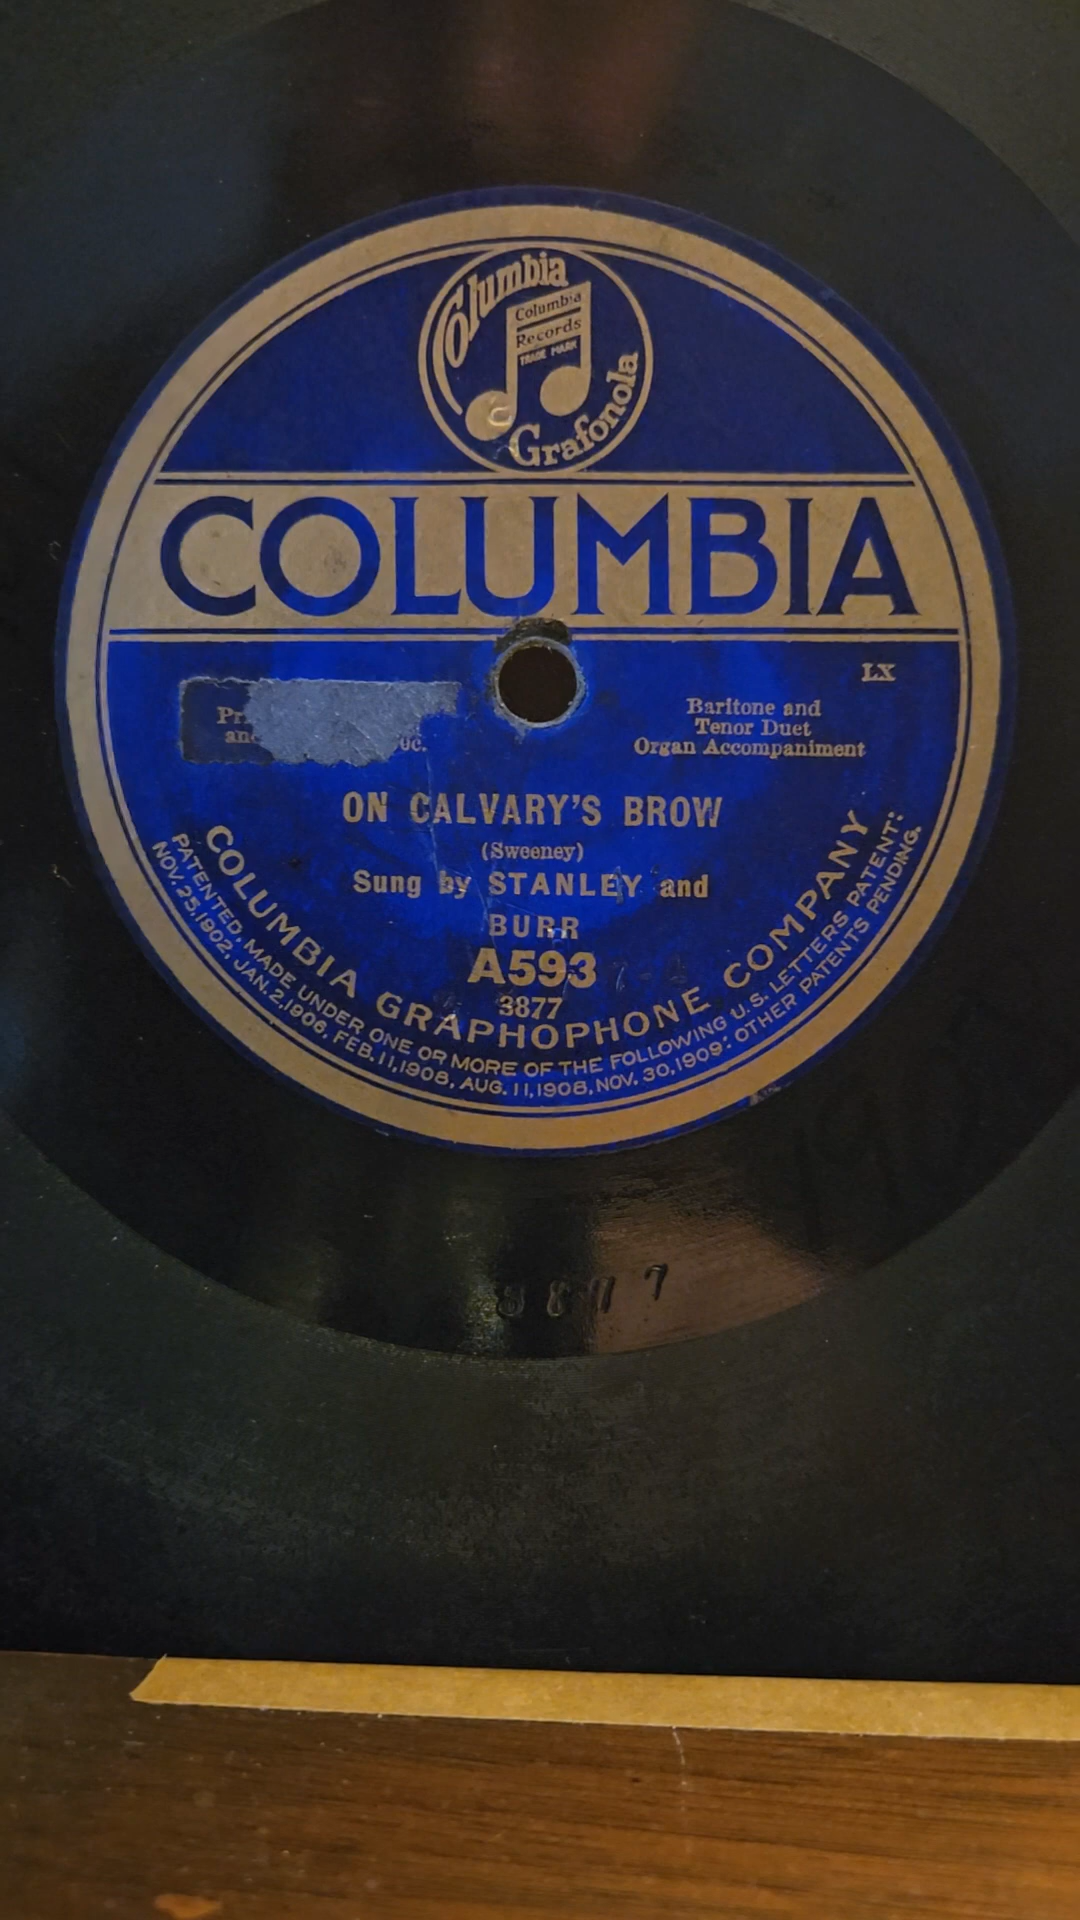 Columbia
Columbia
Records
TRADE MARK
Grafonola
COLUMBIA
LX
Baritone and
Tenor Duet
Organ Accompaniment
ON CALVARY'S BROW
(Sweeney)
Sung by STANLEY and
BURR
A593
3877
COLUMBIA GRAPHOPHONE COMPANY
PATENTED. MADE UNDER ONE OR MORE OF THE FOLLOWING U.S. LETTERS PATENT:
NOV. 25, 1902, JAN. 2, 1906, FEB. 11, 1908, AUG. 11, 1908, NOV. 30, 1909: OTHER PATENTS PENDING.
3877